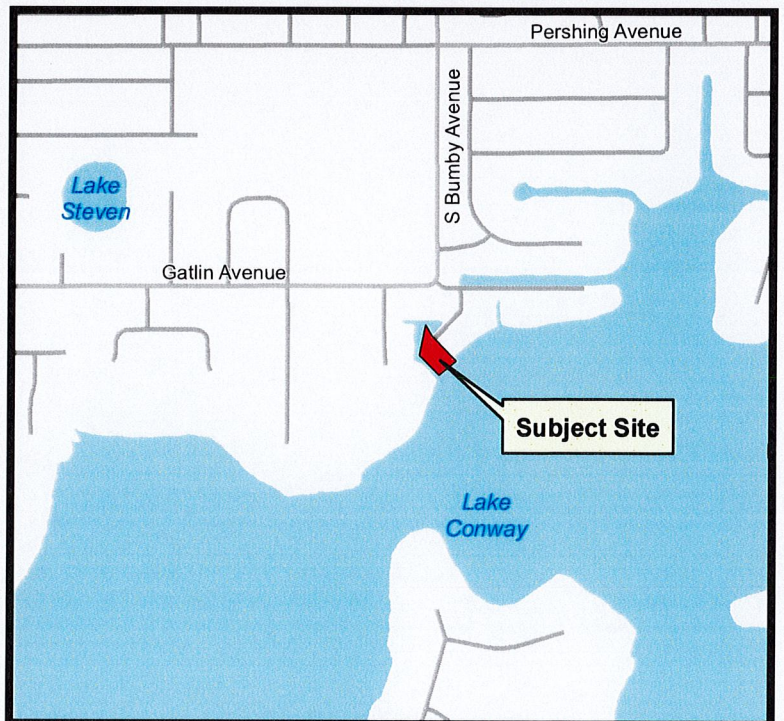 Pershing Avenue
S Bumby Avenue
Lake
Steven
Gatlin Avenue
Subject Site
Lake
Conway